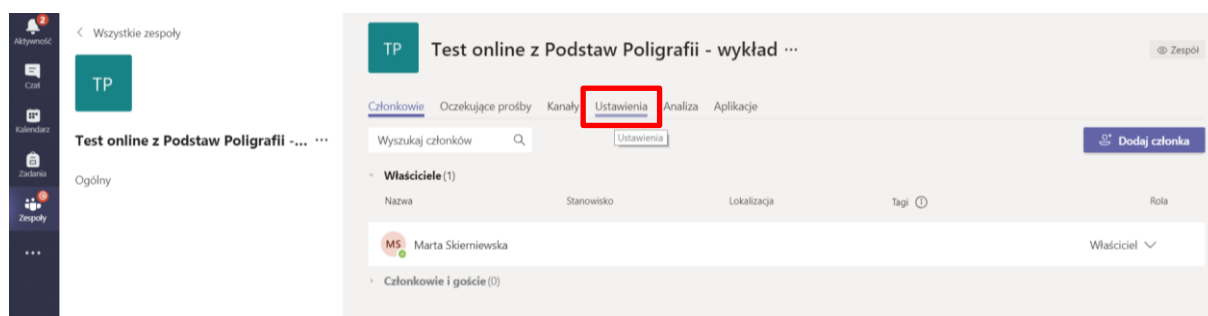 2
Aktywność
Czat
Kalendarz
Zadania
Zespoły
Wszystkie zespoły
TP
Test online z Podstaw Poligrafii -... ···
Ogólny
TP
Test online z Podstaw Poligrafii - wykład ···
Zespół
Członkowie Oczekujące prośby Kanały Ustawienia Analiza Aplikacje
Wyszukaj członków
Ustawienia
Dodaj członka
Właściciele (1)
Nazwa Stanowisko Lokalizacja Tagi Rola
MS Marta Skierniewska Właściciel
Członkowie i goście (0)